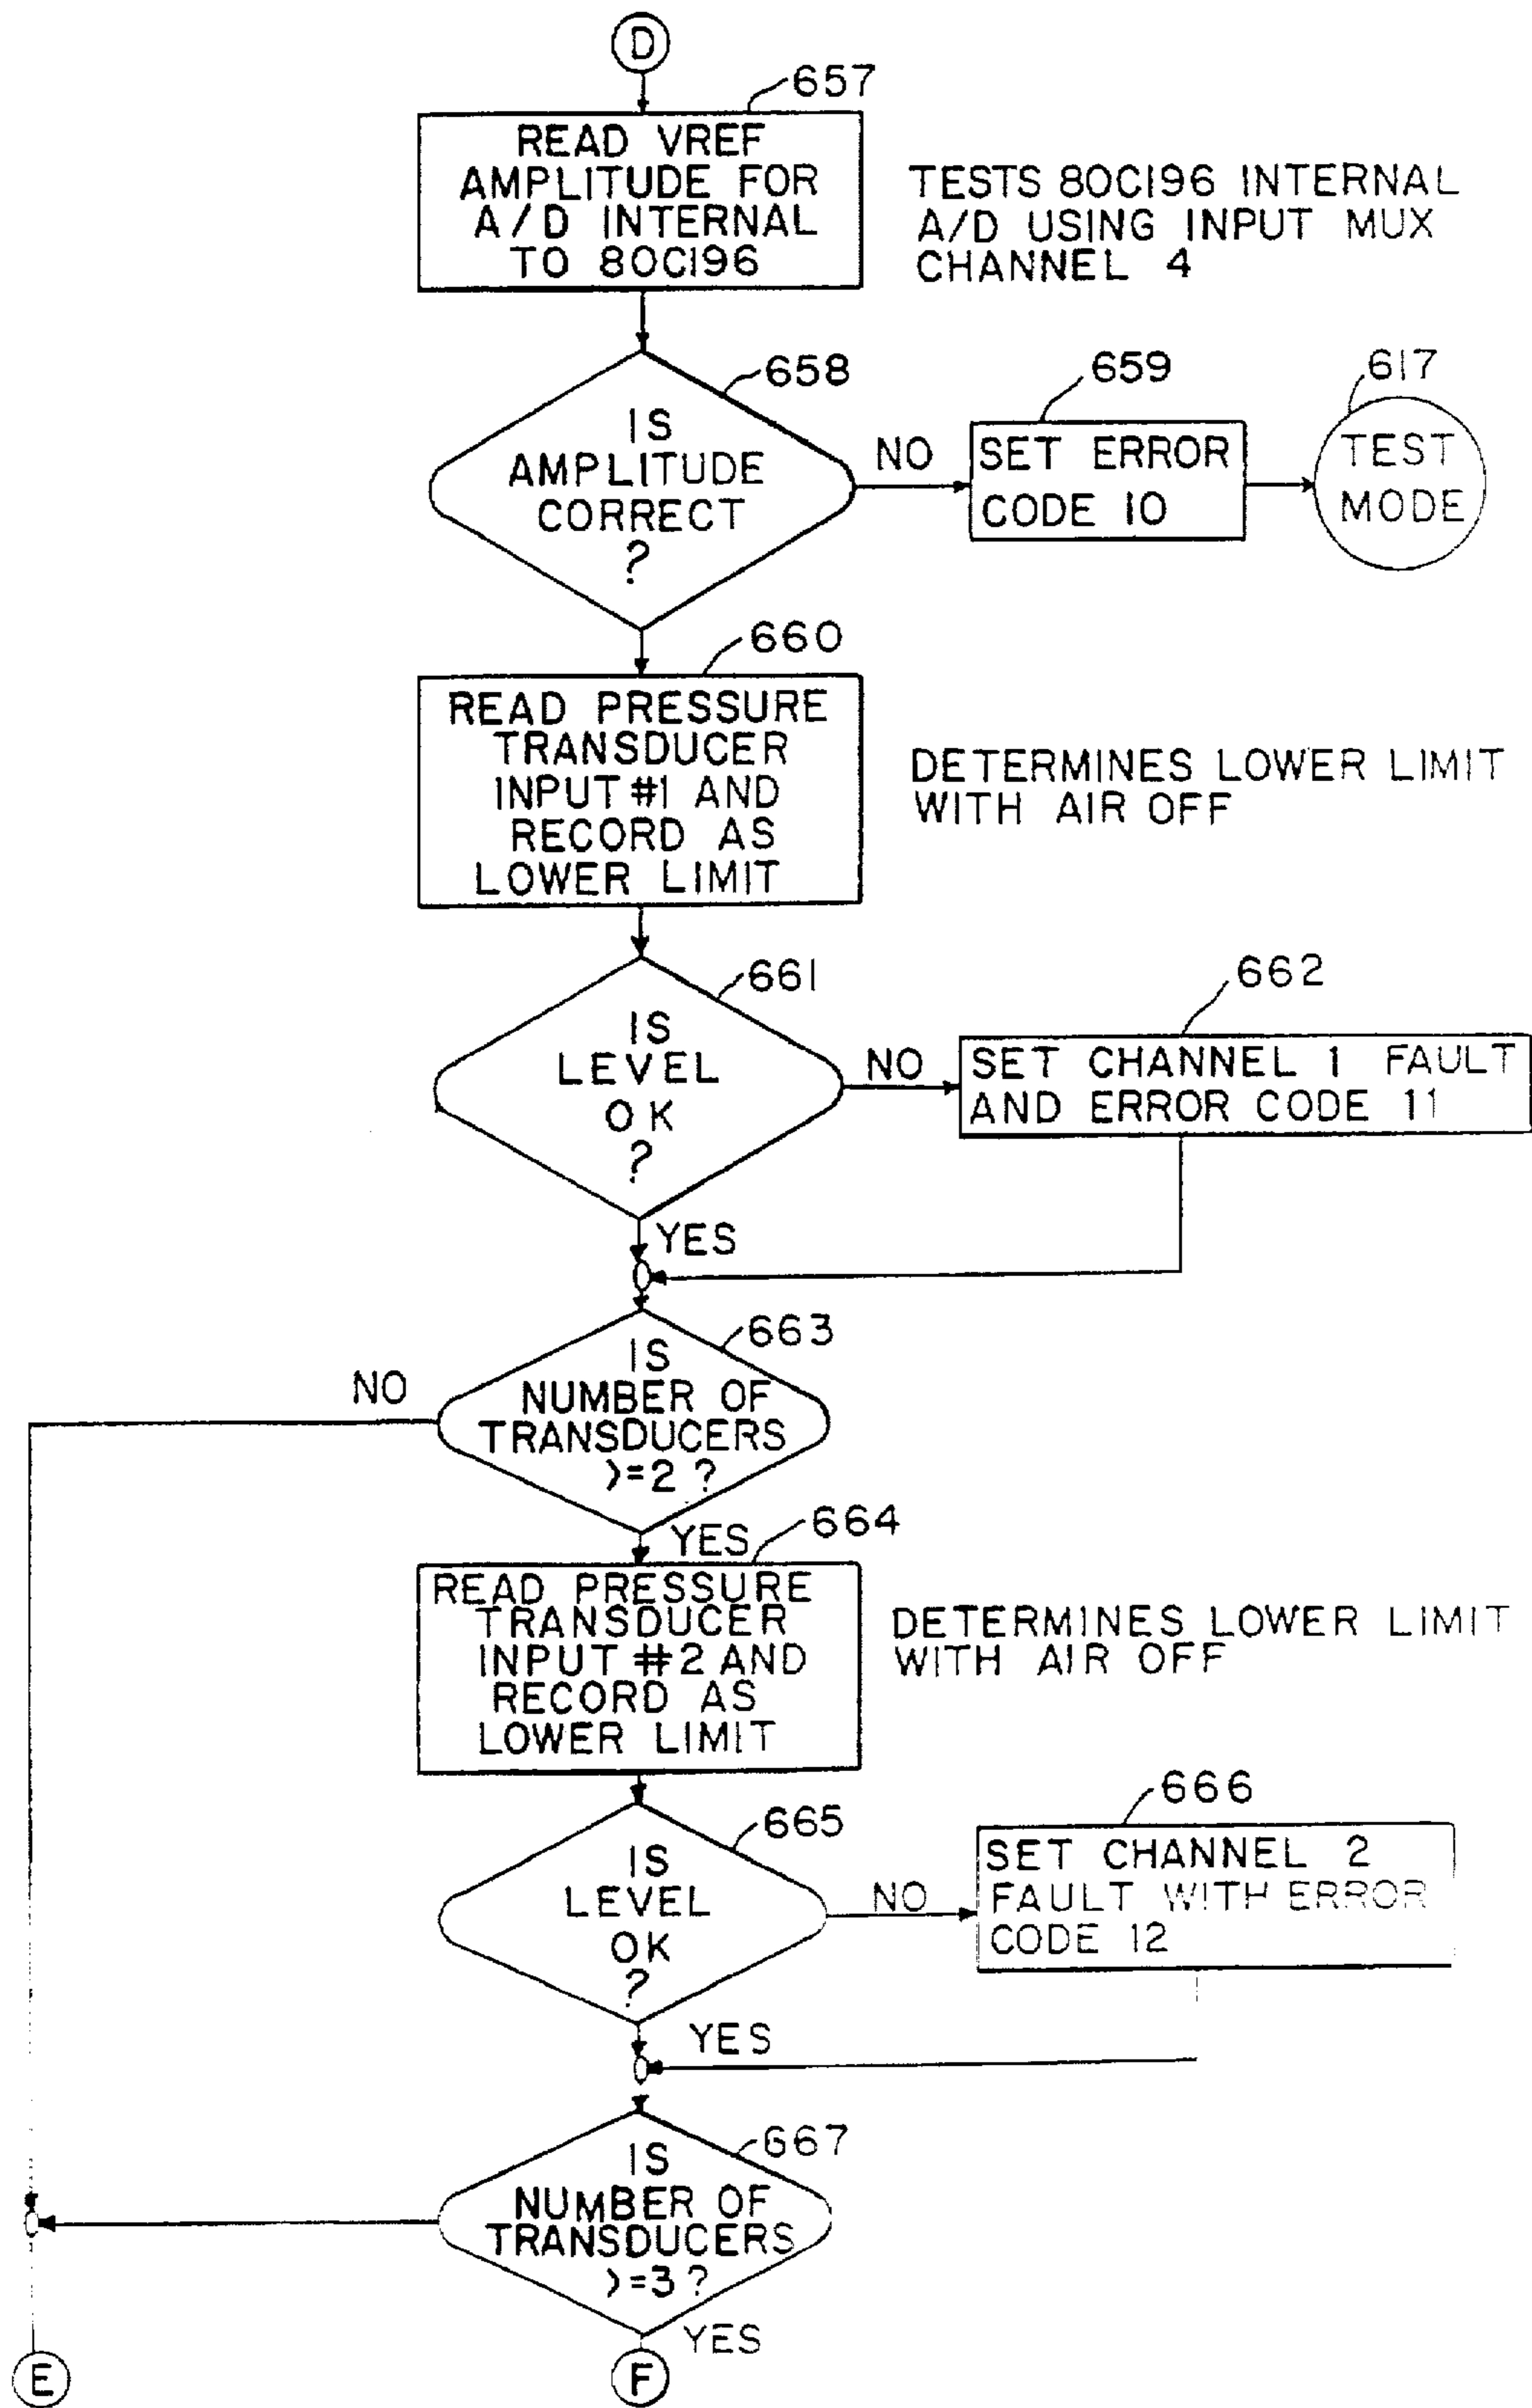 D
657
READ VREF
AMPLITUDE FOR
A/D INTERNAL
TO 80C196
TESTS 80C196 INTERNAL
A/D USING INPUT MUX
CHANNEL 4
658
IS
AMPLITUDE
CORRECT
?
NO
659
SET ERROR
CODE 10
617
TEST
MODE
660
READ PRESSURE
TRANSDUCER
INPUT #1 AND
RECORD AS
LOWER LIMIT
DETERMINES LOWER LIMIT
WITH AIR OFF
661
IS
LEVEL
OK
?
NO
662
SET CHANNEL 1 FAULT
AND ERROR CODE 11
YES
663
IS
NUMBER OF
TRANSDUCERS
>=2 ?
NO
YES
664
READ PRESSURE
TRANSDUCER
INPUT #2 AND
RECORD AS
LOWER LIMIT
DETERMINES LOWER LIMIT
WITH AIR OFF
665
IS
LEVEL
OK
?
NO
666
SET CHANNEL 2
FAULT WITH ERROR
CODE 12
YES
667
IS
NUMBER OF
TRANSDUCERS
>=3 ?
YES
E
F